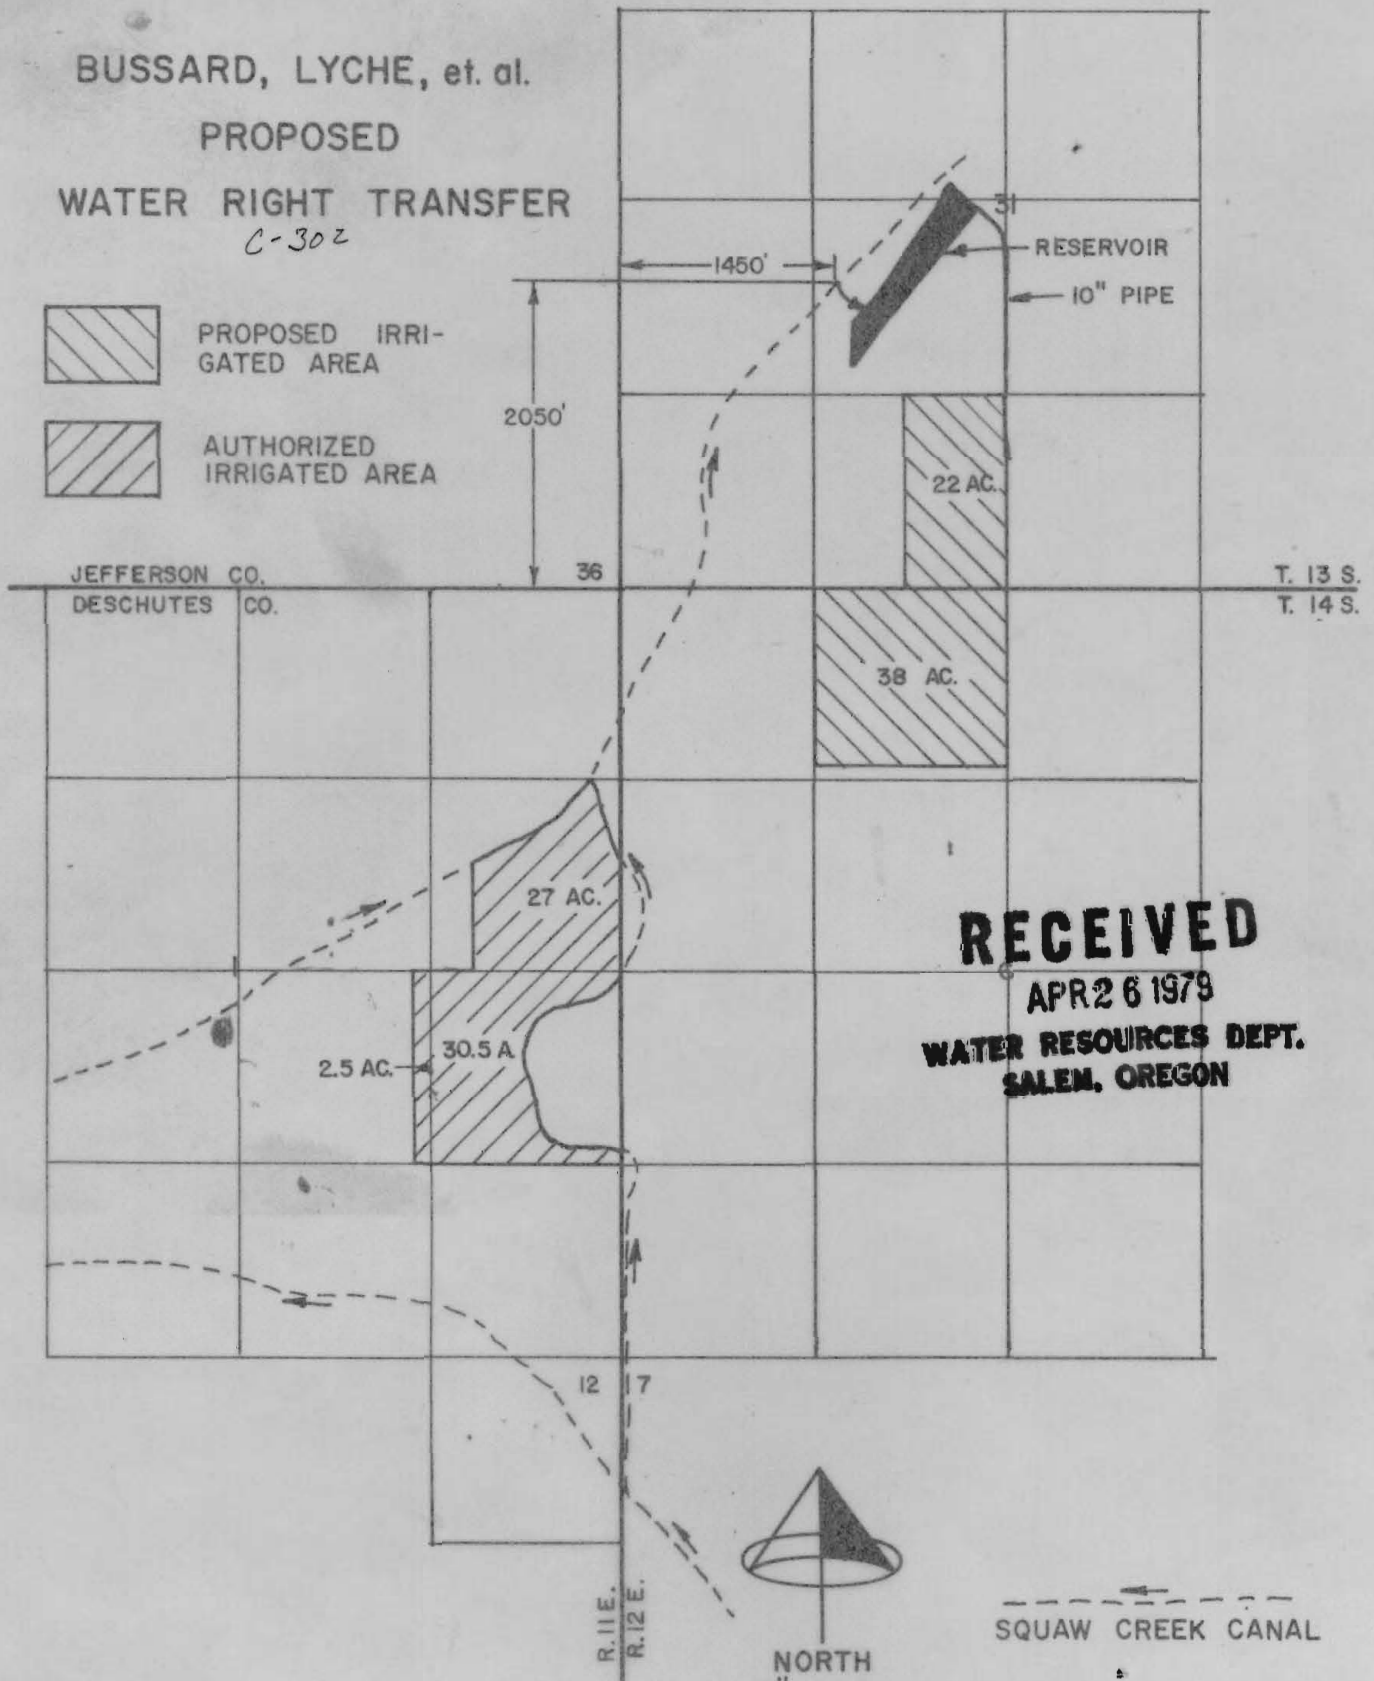 BUSSARD, LYCHE, et. al.
PROPOSED
WATER RIGHT TRANSFER
C-302
PROPOSED IRRI-
GATED AREA
AUTHORIZED
IRRIGATED AREA
31
1450'
RESERVOIR
10" PIPE
2050'
22 AC.
JEFFERSON CO.
36
T. 13 S.
DESCHUTES CO.
T. 14 S.
38 AC.
27 AC.
RECEIVED
APR 26 1979
WATER RESOURCES DEPT.
SALEM, OREGON
30.5 A.
2.5 AC.
12
7
R. 11 E.
R. 12 E.
NORTH
SQUAW CREEK CANAL